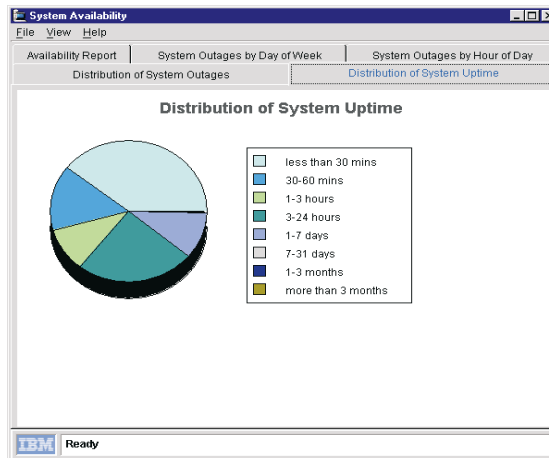 System Availability
File View Help
Availability Report System Outages by Day of Week System Outages by Hour of Day
Distribution of System Outages Distribution of System Uptime
Distribution of System Uptime
less than 30 mins
30-60 mins
1-3 hours
3-24 hours
1-7 days
7-31 days
1-3 months
more than 3 months
IBM Ready